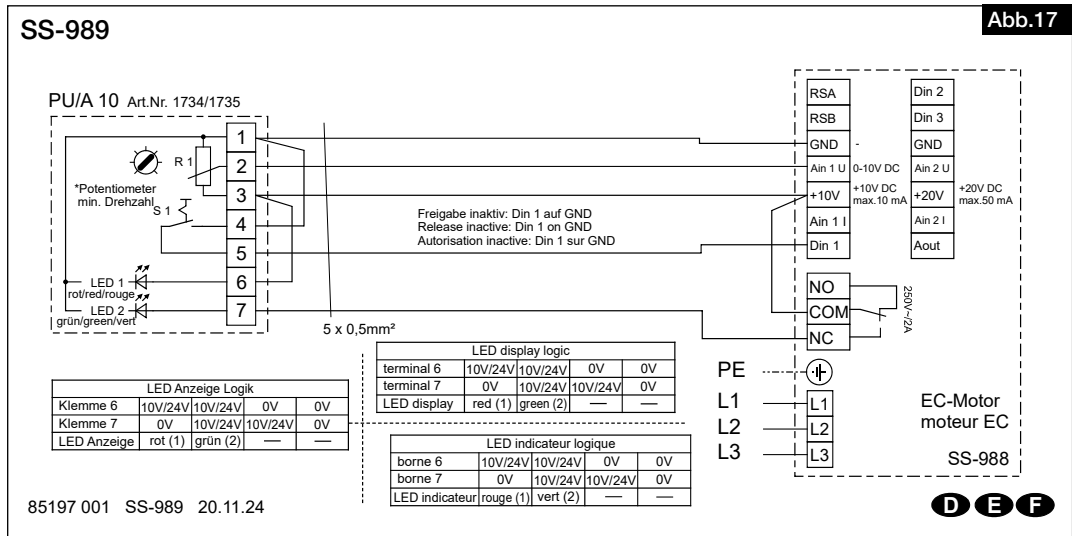 SS-989
Abb.17
PU/A 10 Art.Nr. 1734/1735
1
2
3
4
5
6
7
R 1
*Potentiometer
min. Drehzahl
S 1
LED 1
rot/red/rouge
LED 2
grün/green/vert
5 x 0,5mm²
Freigabe inaktiv: Din 1 auf GND
Release inactive: Din 1 on GND
Autorisation inactive: Din 1 sur GND
RSA
RSB
GND -
Ain 1 U 0-10V DC
+10V +10V DC
max.10 mA
Ain 1 I
Din 1
Din 2
Din 3
GND
Ain 2 U
+20V +20V DC
max.50 mA
Ain 2 I
Aout
NO
COM
NC
250V~/2A
PE
L1 L1
L2 L2
L3 L3
EC-Motor
moteur EC
SS-988
LED Anzeige Logik
Klemme 6 10V/24V 10V/24V 0V 0V
Klemme 7 0V 10V/24V 10V/24V 0V
LED Anzeige rot (1) grün (2) — —
LED display logic
terminal 6 10V/24V 10V/24V 0V 0V
terminal 7 0V 10V/24V 10V/24V 0V
LED display red (1) green (2) — —
LED indicateur logique
borne 6 10V/24V 10V/24V 0V 0V
borne 7 0V 10V/24V 10V/24V 0V
LED indicateur rouge (1) vert (2) — —
85197 001 SS-989 20.11.24
D E F